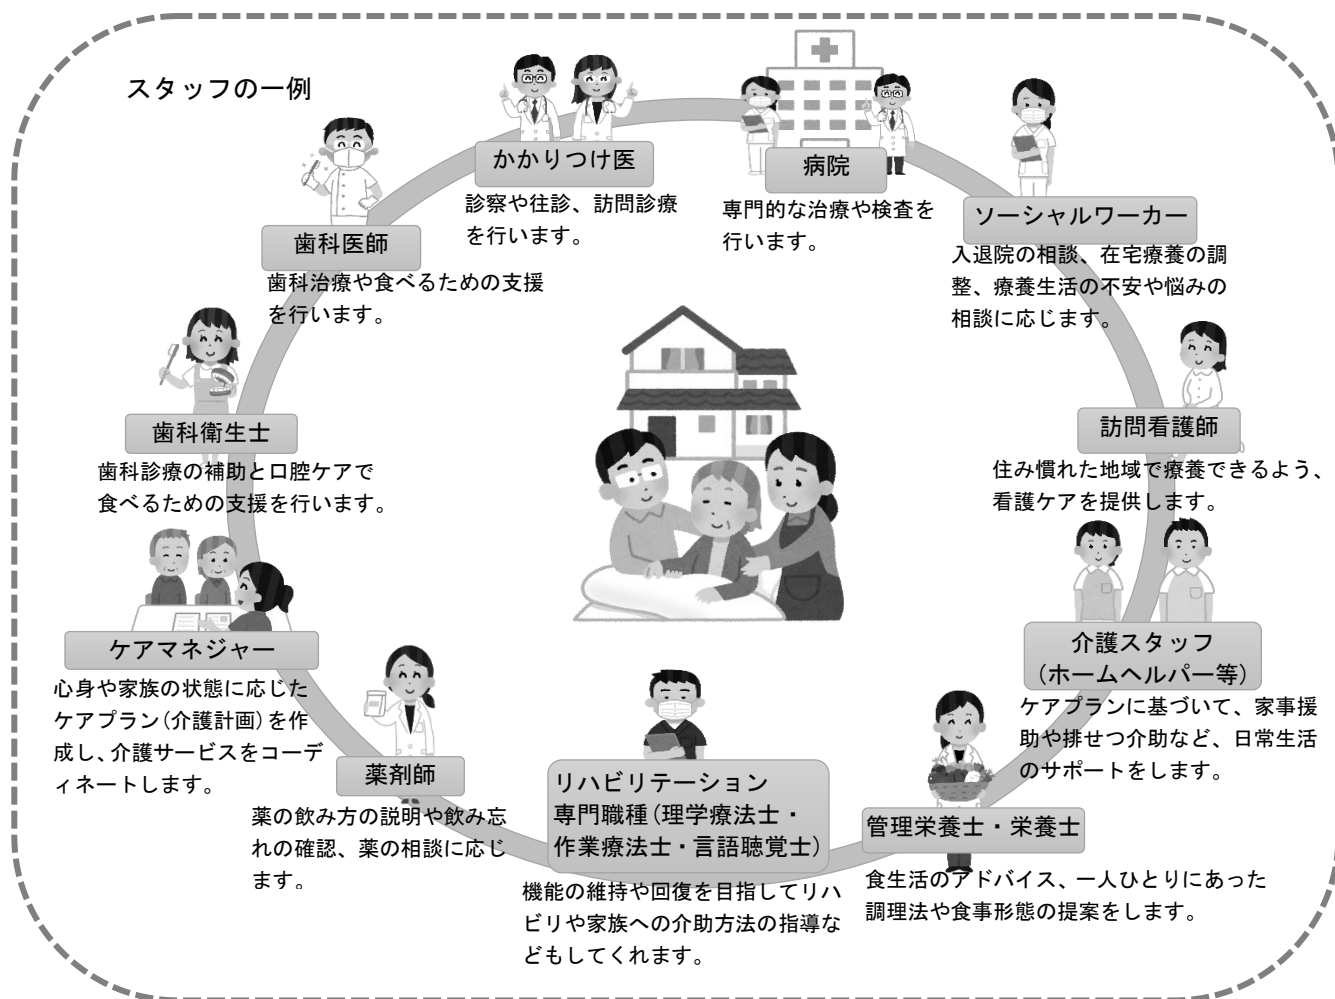 スタッフの一例
かかりつけ医
診察や往診、訪問診療
を行います。
病院
専門的な治療や検査を
行います。
ソーシャルワーカー
入退院の相談、在宅療養の調
整、療養生活の不安や悩みの
相談に応じます。
歯科医師
歯科治療や食べるための支援
を行います。
訪問看護師
住み慣れた地域で療養できるよう、
看護ケアを提供します。
歯科衛生士
歯科診療の補助と口腔ケアで
食べるための支援を行います。
介護スタッフ
（ホームヘルパー等）
ケアプランに基づいて、家事援
助や排せつ介助など、日常生活
のサポートをします。
ケアマネジャー
心身や家族の状態に応じた
ケアプラン（介護計画）を作
成し、介護サービスをコーデ
ィネートします。
薬剤師
薬の飲み方の説明や飲み忘
れの確認、薬の相談に応じ
ます。
リハビリテーション
専門職種（理学療法士・
作業療法士・言語聴覚士）
機能の維持や回復を目指してリハ
ビリや家族への介助方法の指導な
どもしてくれます。
管理栄養士・栄養士
食生活のアドバイス、一人ひとりにあった
調理法や食事形態の提案をします。